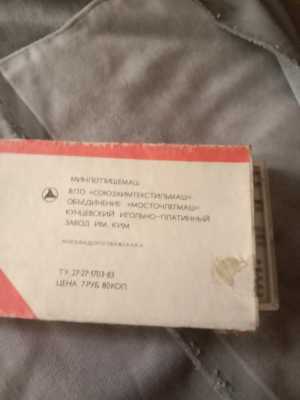 МИНЛЕГПИЩЕМАШ
ВПО «СОЮЗХИМТЕКСТИЛЬМАШ»
ОБЪЕДИНЕНИЕ «МОСТОЧЛЕГМАШ»
КУНЦЕВСКИЙ ИГОЛЬНО-ПЛАТИННЫЙ
ЗАВОД ИМ. КИМ
ТУ 27-27-1703-83
ЦЕНА 7 РУБ 80 КОП.